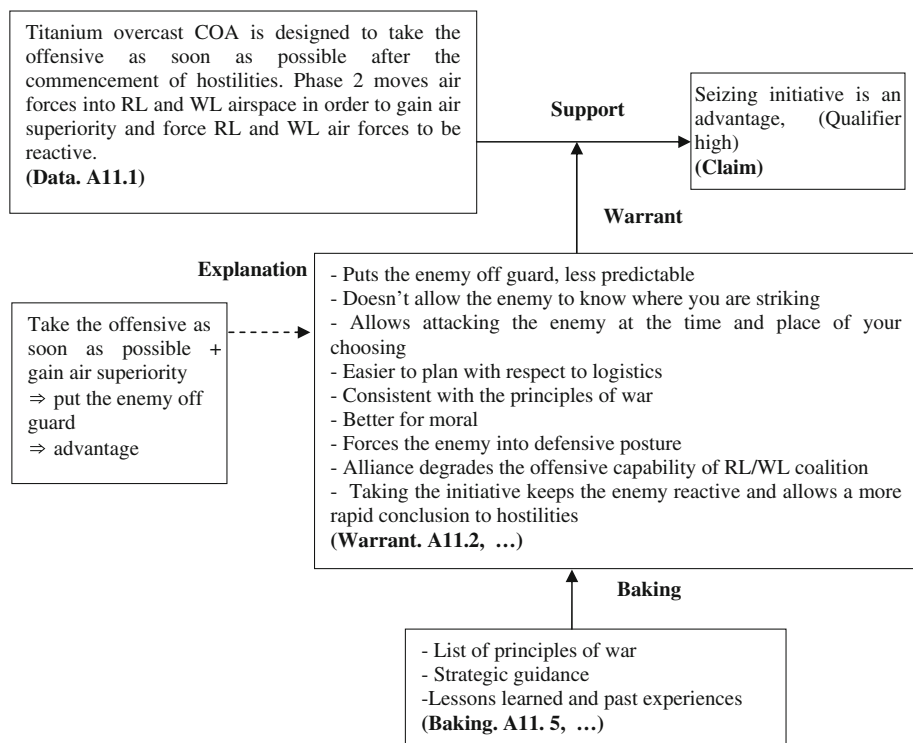 Titanium overcast COA is designed to take the
offensive as soon as possible after the
commencement of hostilities. Phase 2 moves air
forces into RL and WL airspace in order to gain air
superiority and force RL and WL air forces to be
reactive.
(Data. A11.1)
Support
Seizing initiative is an
advantage, (Qualifier
high)
(Claim)
Warrant
Explanation
- Puts the enemy off guard, less predictable
- Doesn't allow the enemy to know where you are striking
- Allows attacking the enemy at the time and place of your
choosing
- Easier to plan with respect to logistics
- Consistent with the principles of war
- Better for moral
- Forces the enemy into defensive posture
- Alliance degrades the offensive capability of RL/WL coalition
- Taking the initiative keeps the enemy reactive and allows a more
rapid conclusion to hostilities
(Warrant. A11.2, …)
Take the offensive as
soon as possible +
gain air superiority
⇒ put the enemy off
guard
⇒ advantage
Baking
- List of principles of war
- Strategic guidance
-Lessons learned and past experiences
(Baking. A11. 5, …)